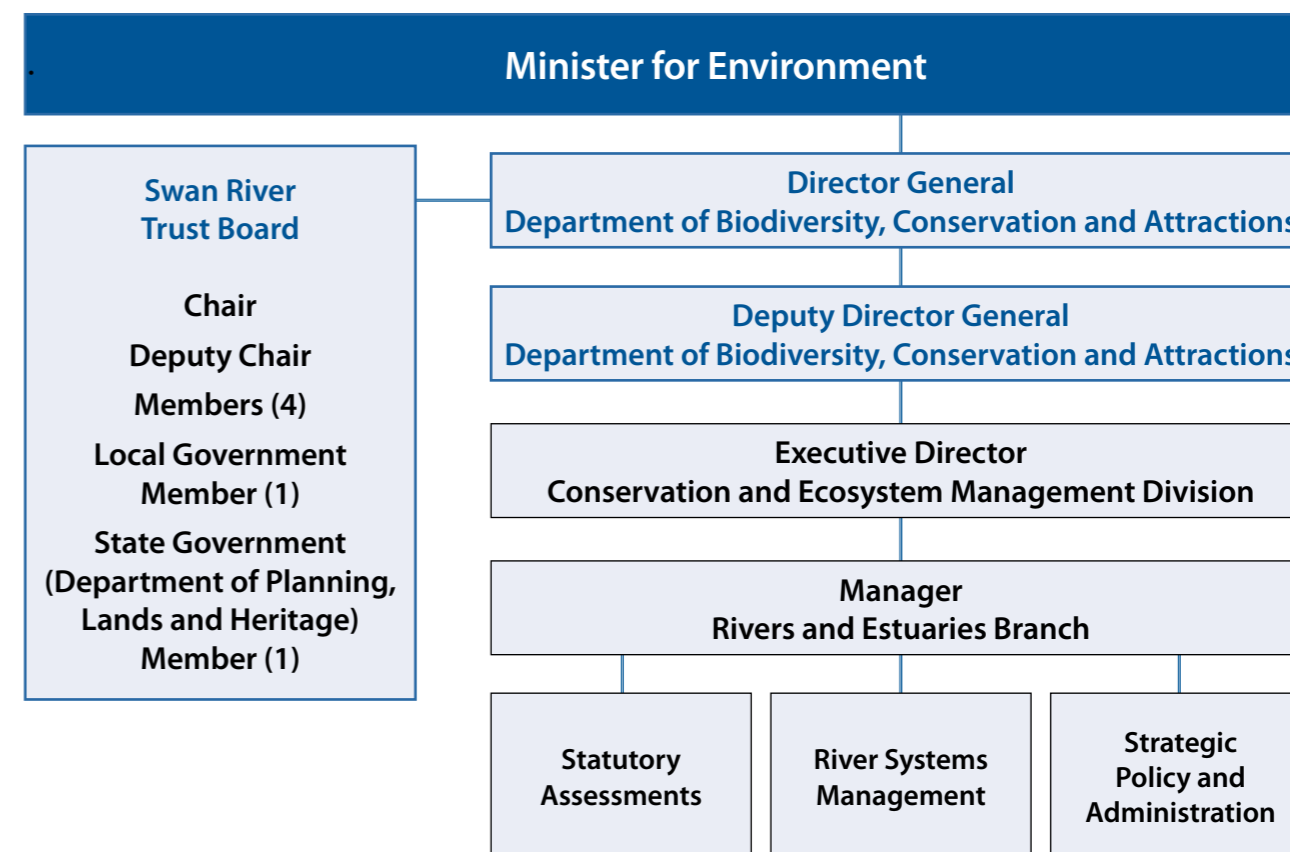 Minister for Environment
Swan River
Trust Board
Chair
Deputy Chair
Members (4)
Local Government
Member (1)
State Government
(Department of Planning,
Lands and Heritage)
Member (1)
Director General
Department of Biodiversity, Conservation and Attractions
Deputy Director General
Department of Biodiversity, Conservation and Attractions
Executive Director
Conservation and Ecosystem Management Division
Manager
Rivers and Estuaries Branch
Statutory
Assessments
River Systems
Management
Strategic
Policy and
Administration